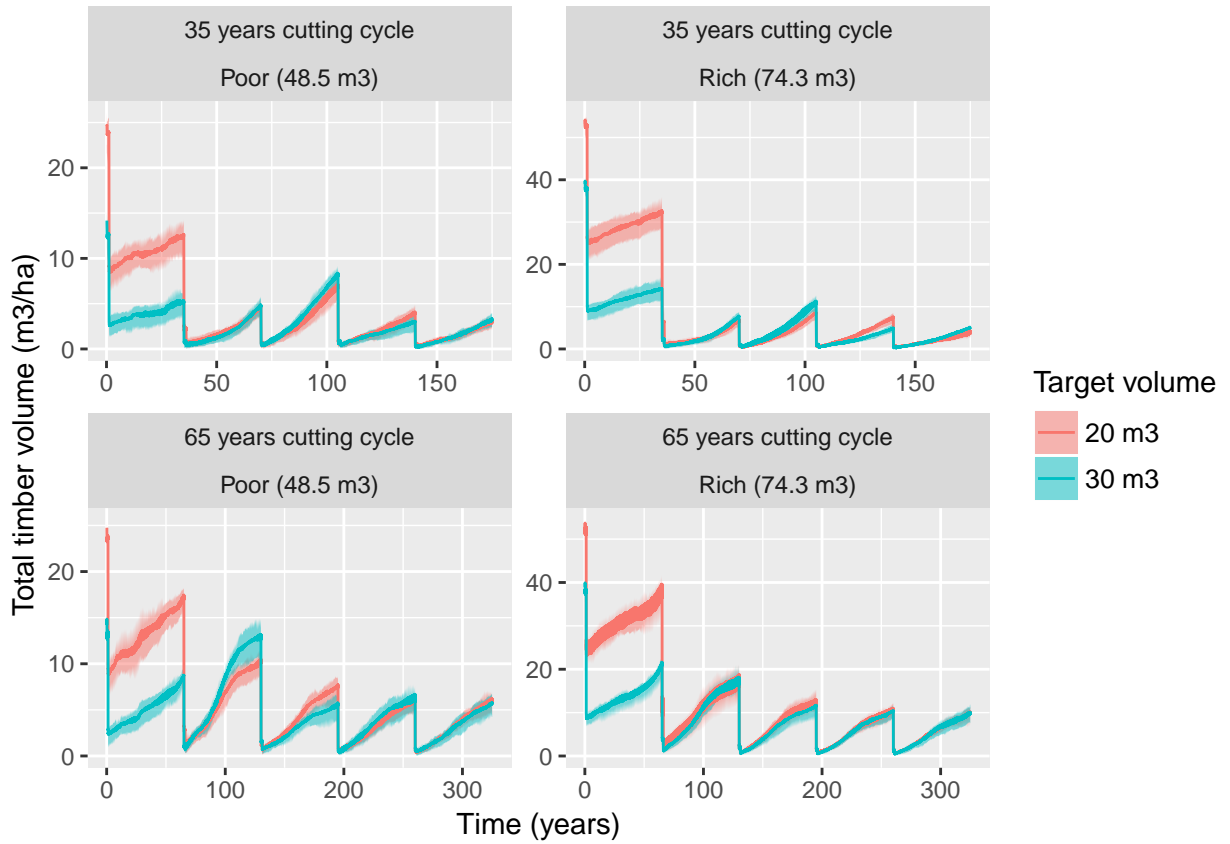 35 years cutting cycle
Poor (48.5 m3)
35 years cutting cycle
Rich (74.3 m3)
20
10
0
0 50 100 150
40
20
0
0 50 100 150
65 years cutting cycle
Poor (48.5 m3)
65 years cutting cycle
Rich (74.3 m3)
20
10
0
0 100 200 300
40
20
0
0 100 200 300
Total timber volume (m3/ha)
Time (years)
Target volume
20 m3
30 m3